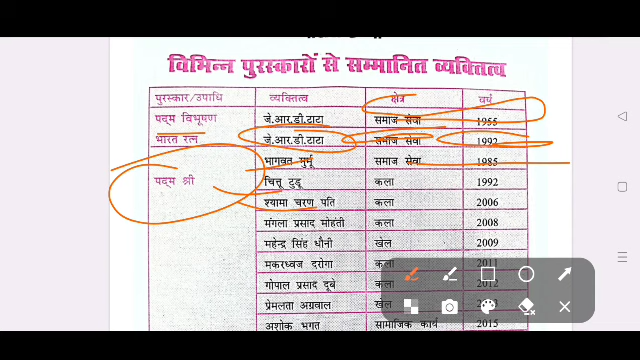 विभिन्न पुरस्कारों से सम्मानित व्यक्तित्व
पुरस्कार/उपाधि व्यक्तित्व क्षेत्र वर्ष
पद्म विभूषण जे.आर.डी.टाटा समाज सेवा 1955
भारत रत्न जे.आर.डी.टाटा समाज सेवा 1992
भागवत मुर्मू समाज सेवा 1985
पद्म श्री चित्तू टुडू कला 1992
श्यामा चरण पति कला 2006
मंगला प्रसाद मोहंती कला 2008
महेन्द्र सिंह धौनी खेल 2009
मकरध्वज दरोगा कला 2011
गोपाल प्रसाद दूबे कला 2012
प्रेमलता अग्रवाल खेल
अशोक भगत सामाजिक कार्य 2015